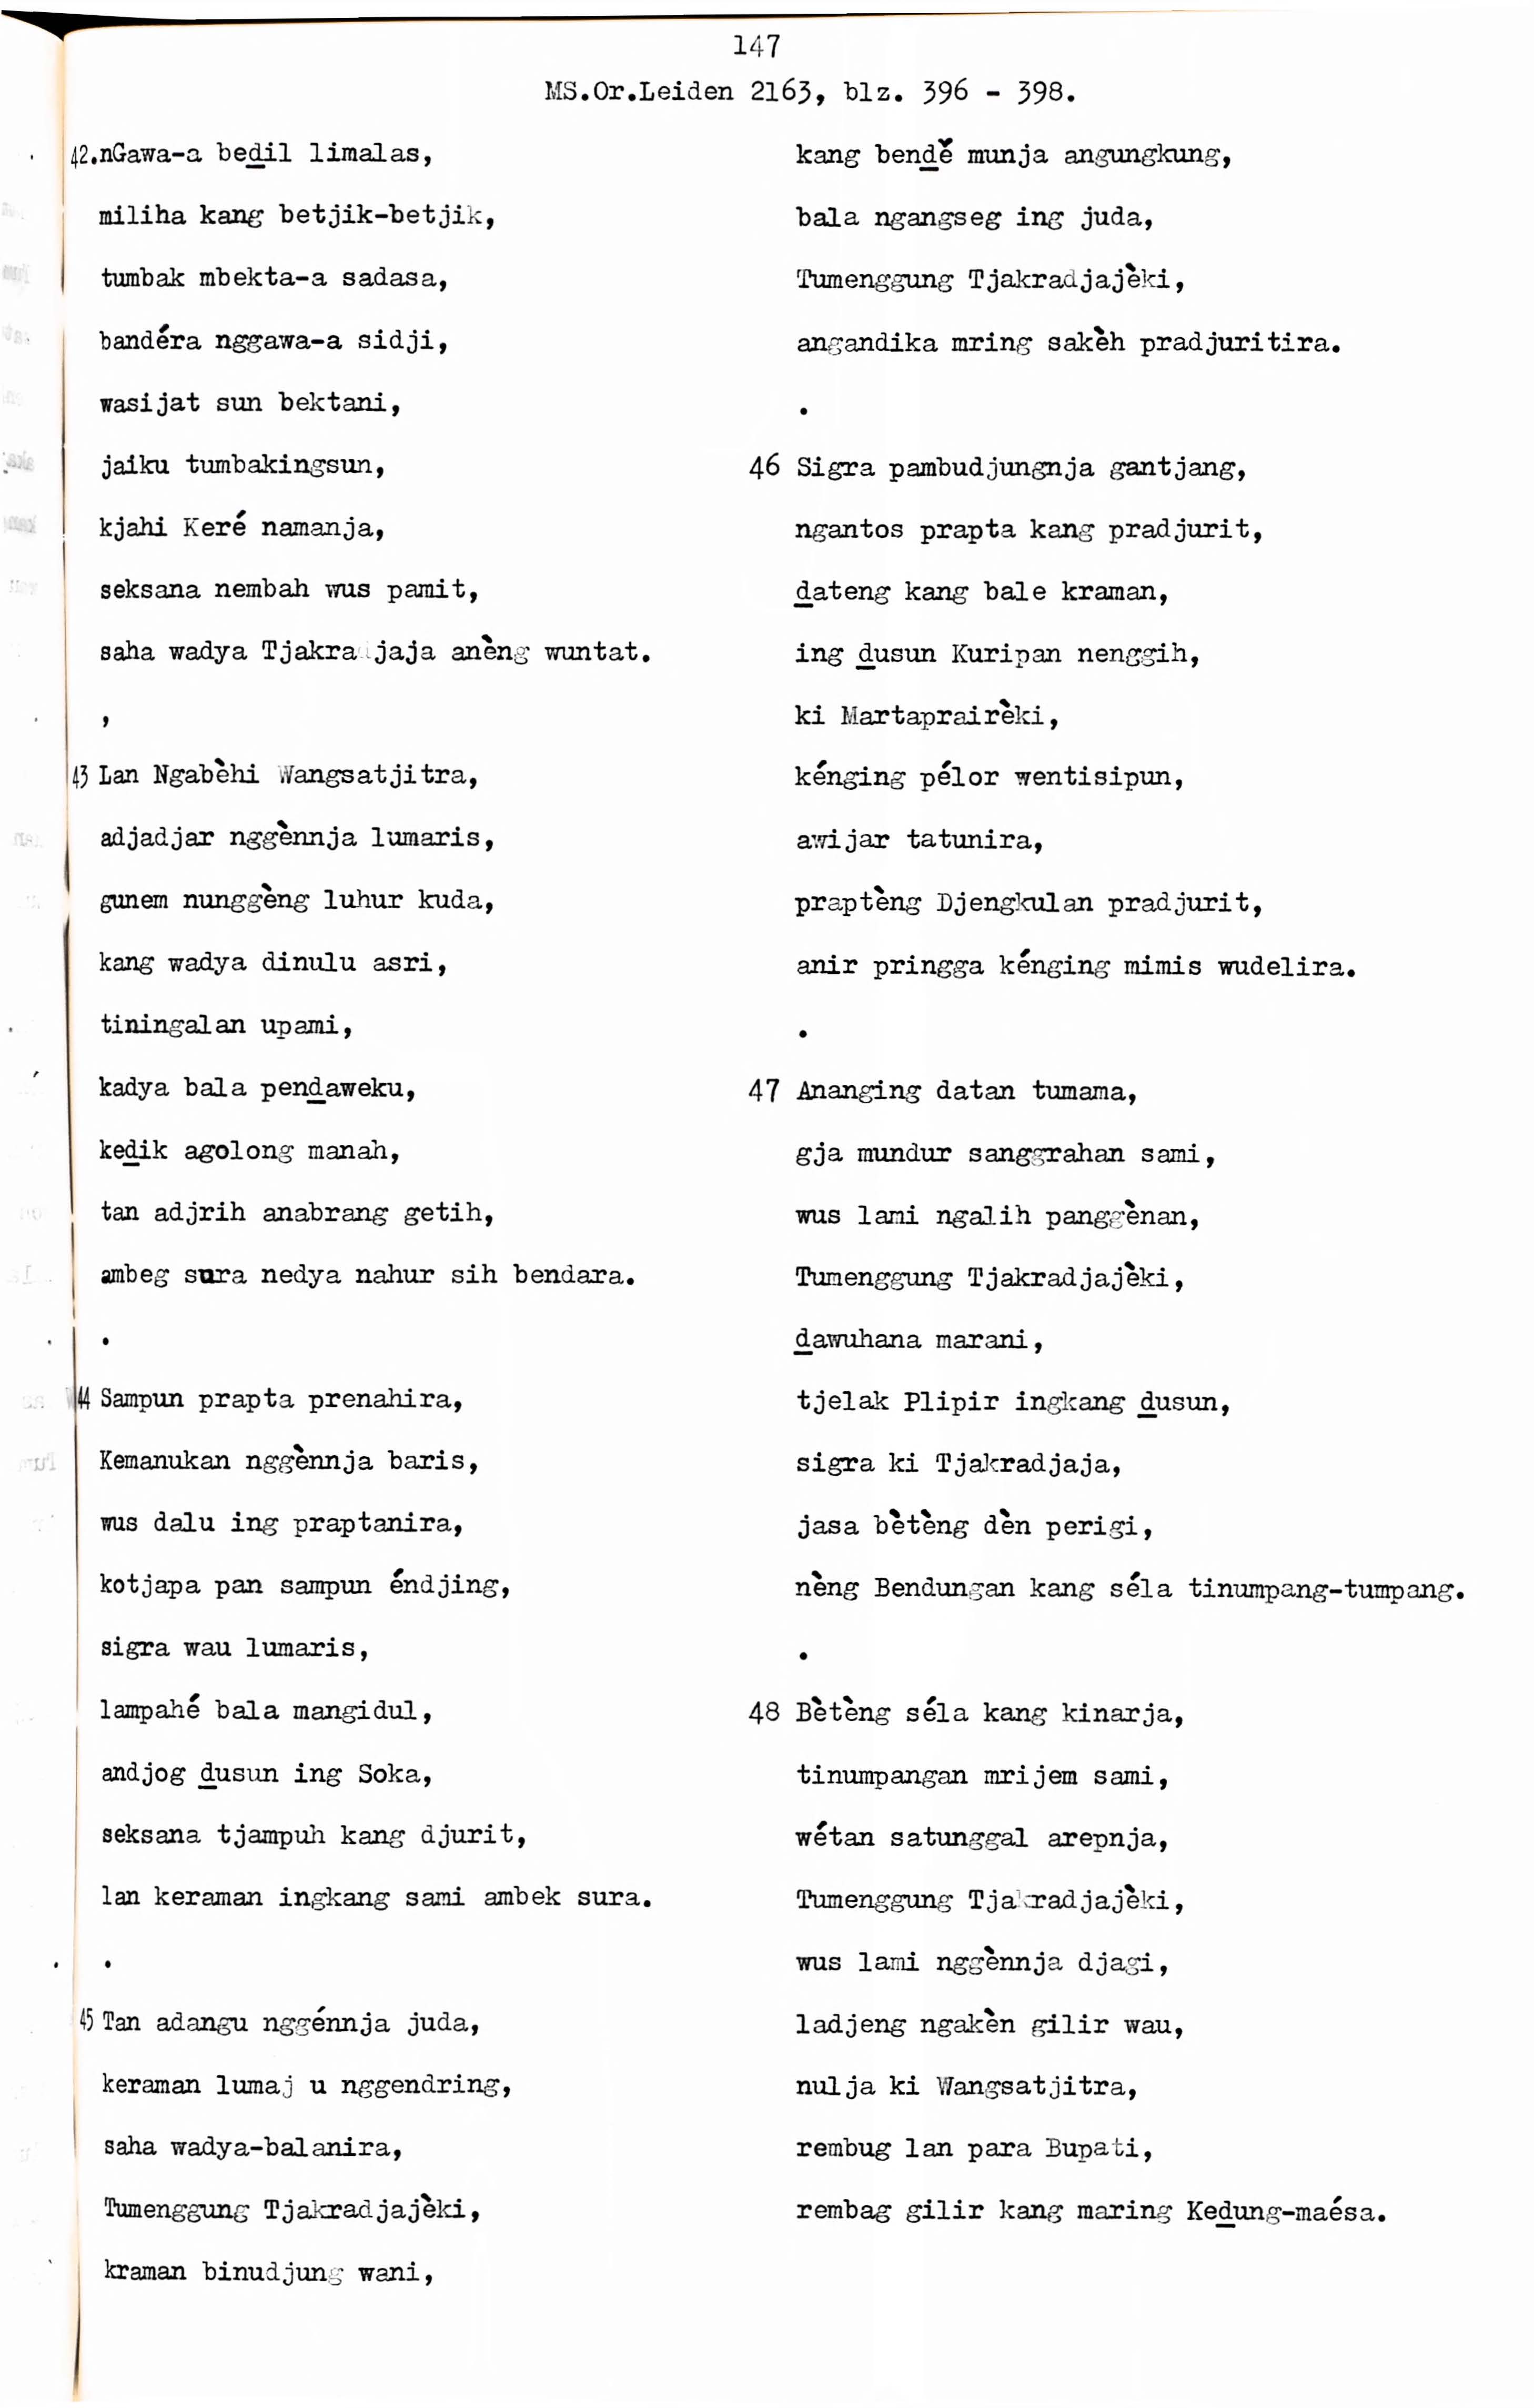 147
MS.Or.Leiden 2163, blz. 396 - 398.
42.nGawa-a beḏil limalas,
miliha kang betjik-betjik,
tumbak mbekta-a sadasa,
bandéra nggawa-a sidji,
wasijat sun bektani,
jaiku tumbakingsun,
kjahi Keré namanja,
seksana nembah wus pamit,
saha wadya Tjakradjaja anèng wuntat.
,
43 Lan Ngabèhi Wangsatjitra,
adjadjar nggènnja lumaris,
gunem nunggèng luhur kuda,
kang wadya dinulu asri,
tiningalan upami,
kadya bala penḏaweku,
keḏik agolong manah,
tan adjrih anabrang getih,
ambeg sura nedya nahur sih bendara.
.
44 Sampun prapta prenahira,
Kemanukan nggènnja baris,
wus dalu ing praptanira,
kotjapa pan sampun éndjing,
sigra wau lumaris,
lampahé bala mangidul,
andjog ḏusun ing Soka,
seksana tjampuh kang djurit,
lan keraman ingkang sami ambek sura.
.
45 Tan adangu nggénnja juda,
keraman lumaj u nggendring,
saha wadya-balanira,
Tumenggung Tjakradjajèki,
kraman binudjung wani,
kang benḏĕ munja angungkung,
bala ngangseg ing juda,
Tumenggung Tjakradjajèki,
angandika mring sakèh pradjuritira.
.
46 Sigra pambudjungnja gantjang,
ngantos prapta kang pradjurit,
ḏateng kang bale kraman,
ing ḏusun Kuripan nenggih,
ki Martaprairèki,
kénging pélor wentisipun,
awijar tatunira,
praptèng Djengkulan pradjurit,
anir pringga kénging mimis wudelira.
.
47 Ananging datan tumama,
gja mundur sanggrahan sami,
wus lami ngalih panggènan,
Tumenggung Tjakradjajèki,
ḏawuhana marani,
tjelak Plipir ingkang ḏusun,
sigra ki Tjakradjaja,
jasa bètèng dèn perigi,
nèng Bendungan kang séla tinumpang-tumpang.
.
48 Bètèng séla kang kinarja,
tinumpangan mrijem sami,
wétan satunggal arepnja,
Tumenggung Tjakradjajèki,
wus lami nggènnja djagi,
ladjeng ngakèn gilir wau,
nulja ki Wangsatjitra,
rembug lan para Bupati,
rembag gilir kang maring Keḏung-maésa.